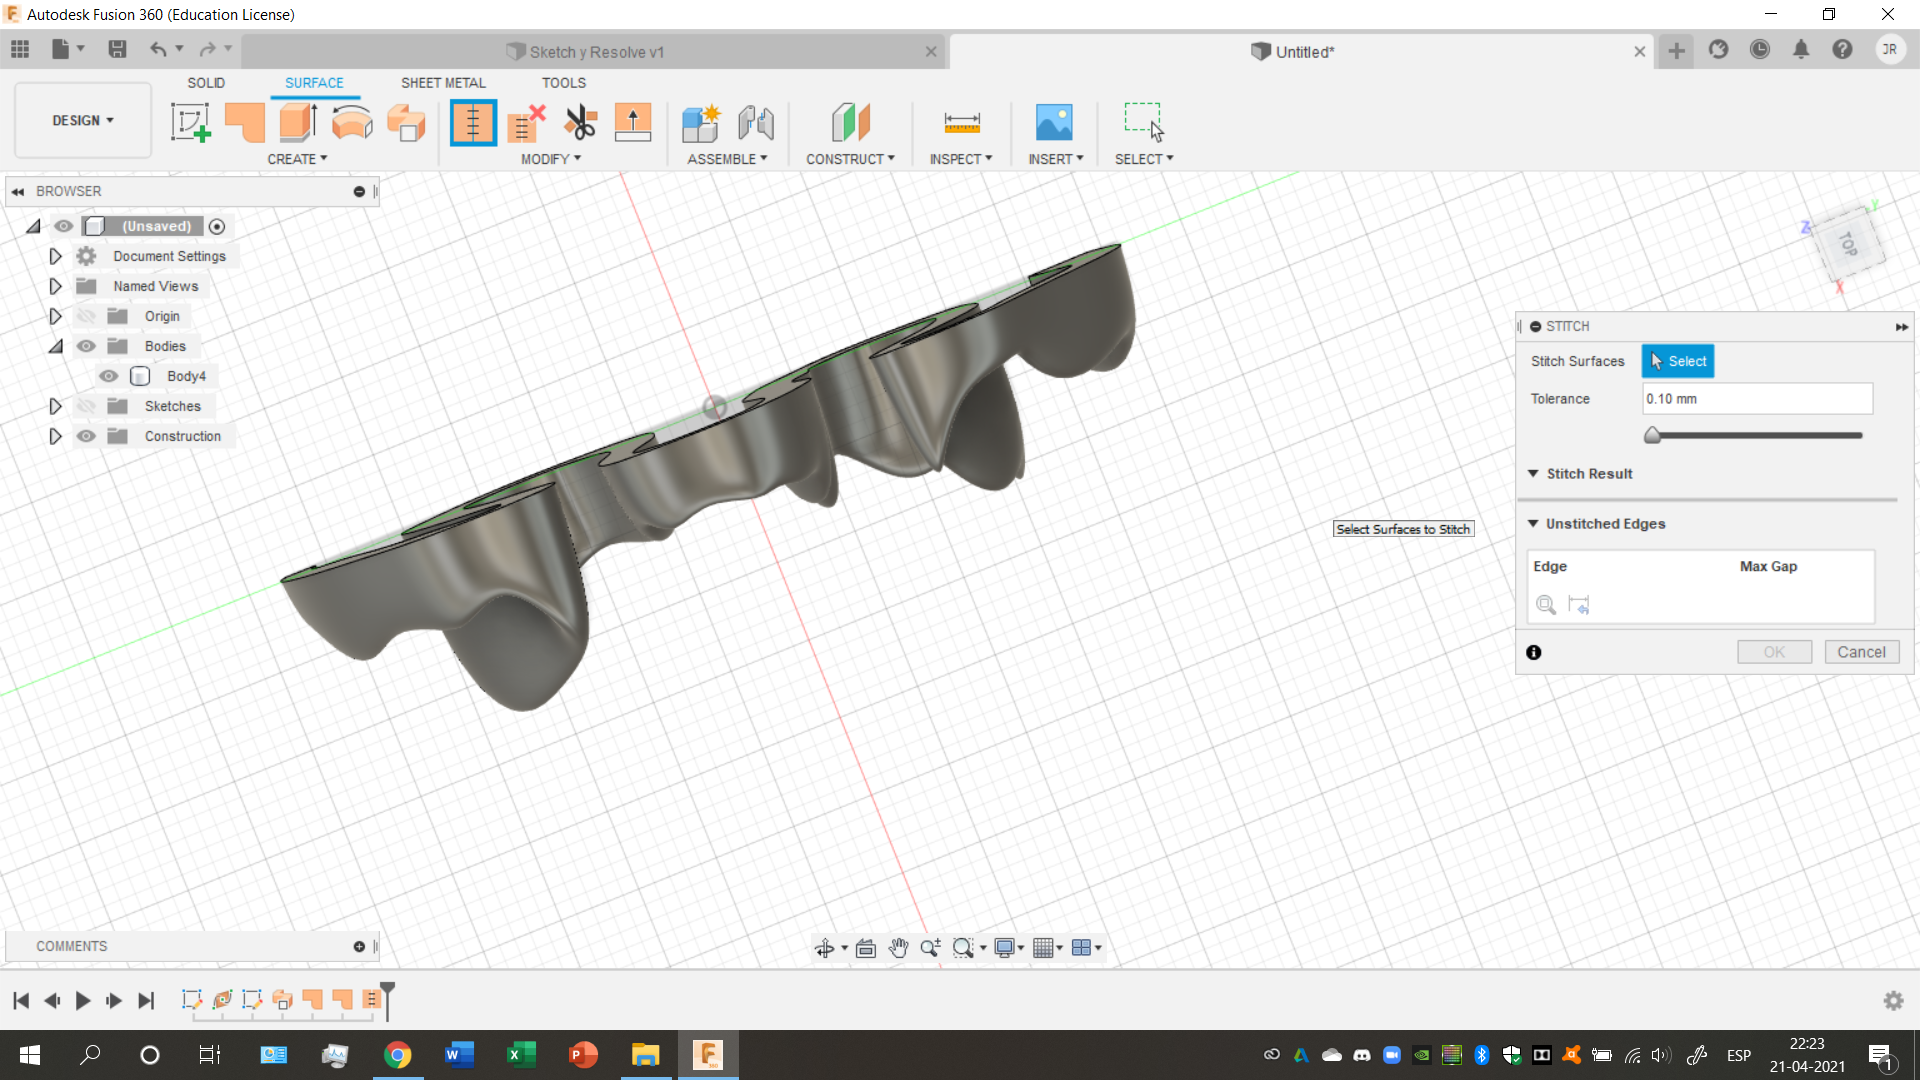 Autodesk Fusion 360 (Education License)
Sketch y Resolve v1
Untitled*
JR
SOLID
SURFACE
SHEET METAL
TOOLS
DESIGN
CREATE
MODIFY
ASSEMBLE
CONSTRUCT
INSPECT
INSERT
SELECT
BROWSER
(Unsaved)
Document Settings
Named Views
Origin
Bodies
Body4
Sketches
Construction
Z
Y
TOP
X
STITCH
Stitch Surfaces
Select
Tolerance
0.10 mm
Stitch Result
Unstitched Edges
Edge
Max Gap
OK
Cancel
Select Surfaces to Stitch
COMMENTS
ESP
22:23
21-04-2021
1